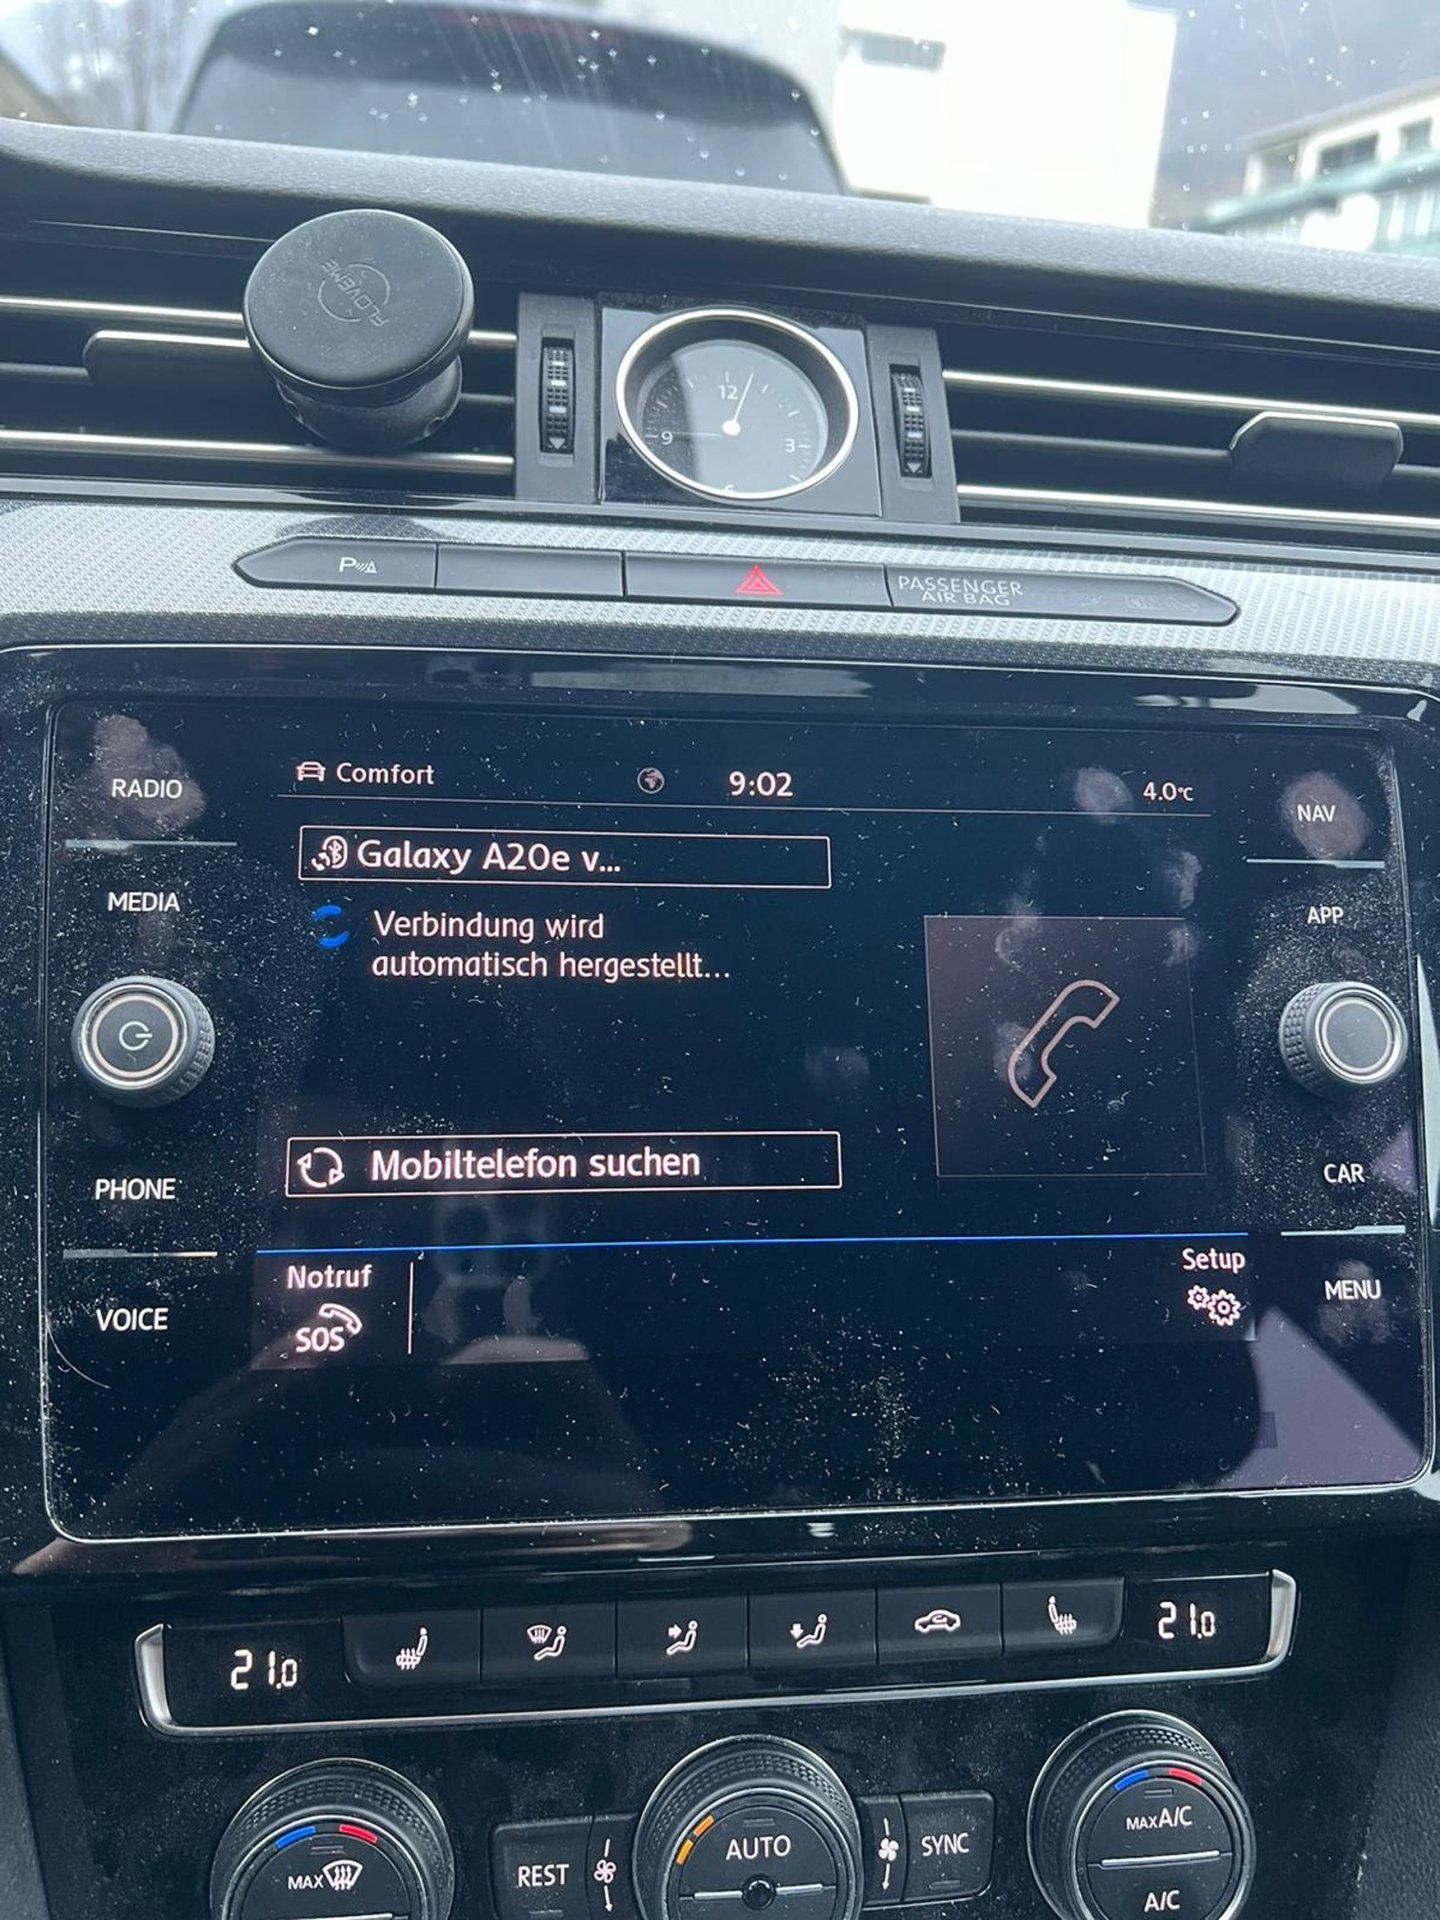 FLOVEME
12
9
3
6
P
PASSENGER
AIR BAG
RADIO
Comfort
9:02
4.0°C
NAV
Galaxy A20e v...
MEDIA
Verbindung wird
automatisch hergestellt...
APP
PHONE
Mobiltelefon suchen
CAR
VOICE
Notruf
SOS
Setup
MENU
21.0
21.0
MAX
REST
AUTO
SYNC
MAX A/C
A/C